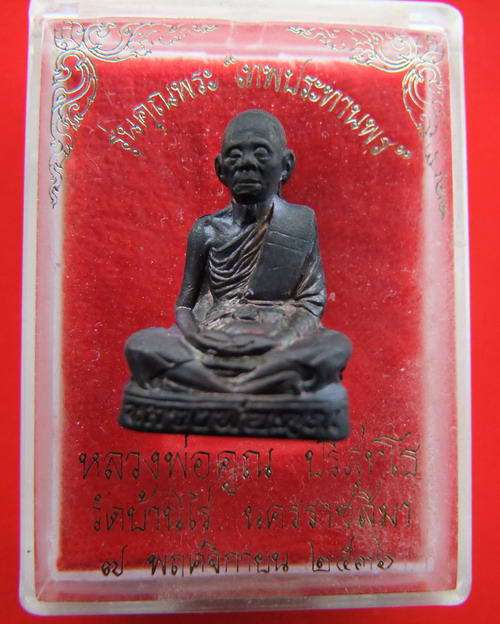 รุ่นคุณพระ "เทพประทานพร"
หลวงพ่อคูณ ปริสุทโธ
วัดบ้านไร่ นครราชสีมา
๗ พฤศจิกายน ๒๕๓๖